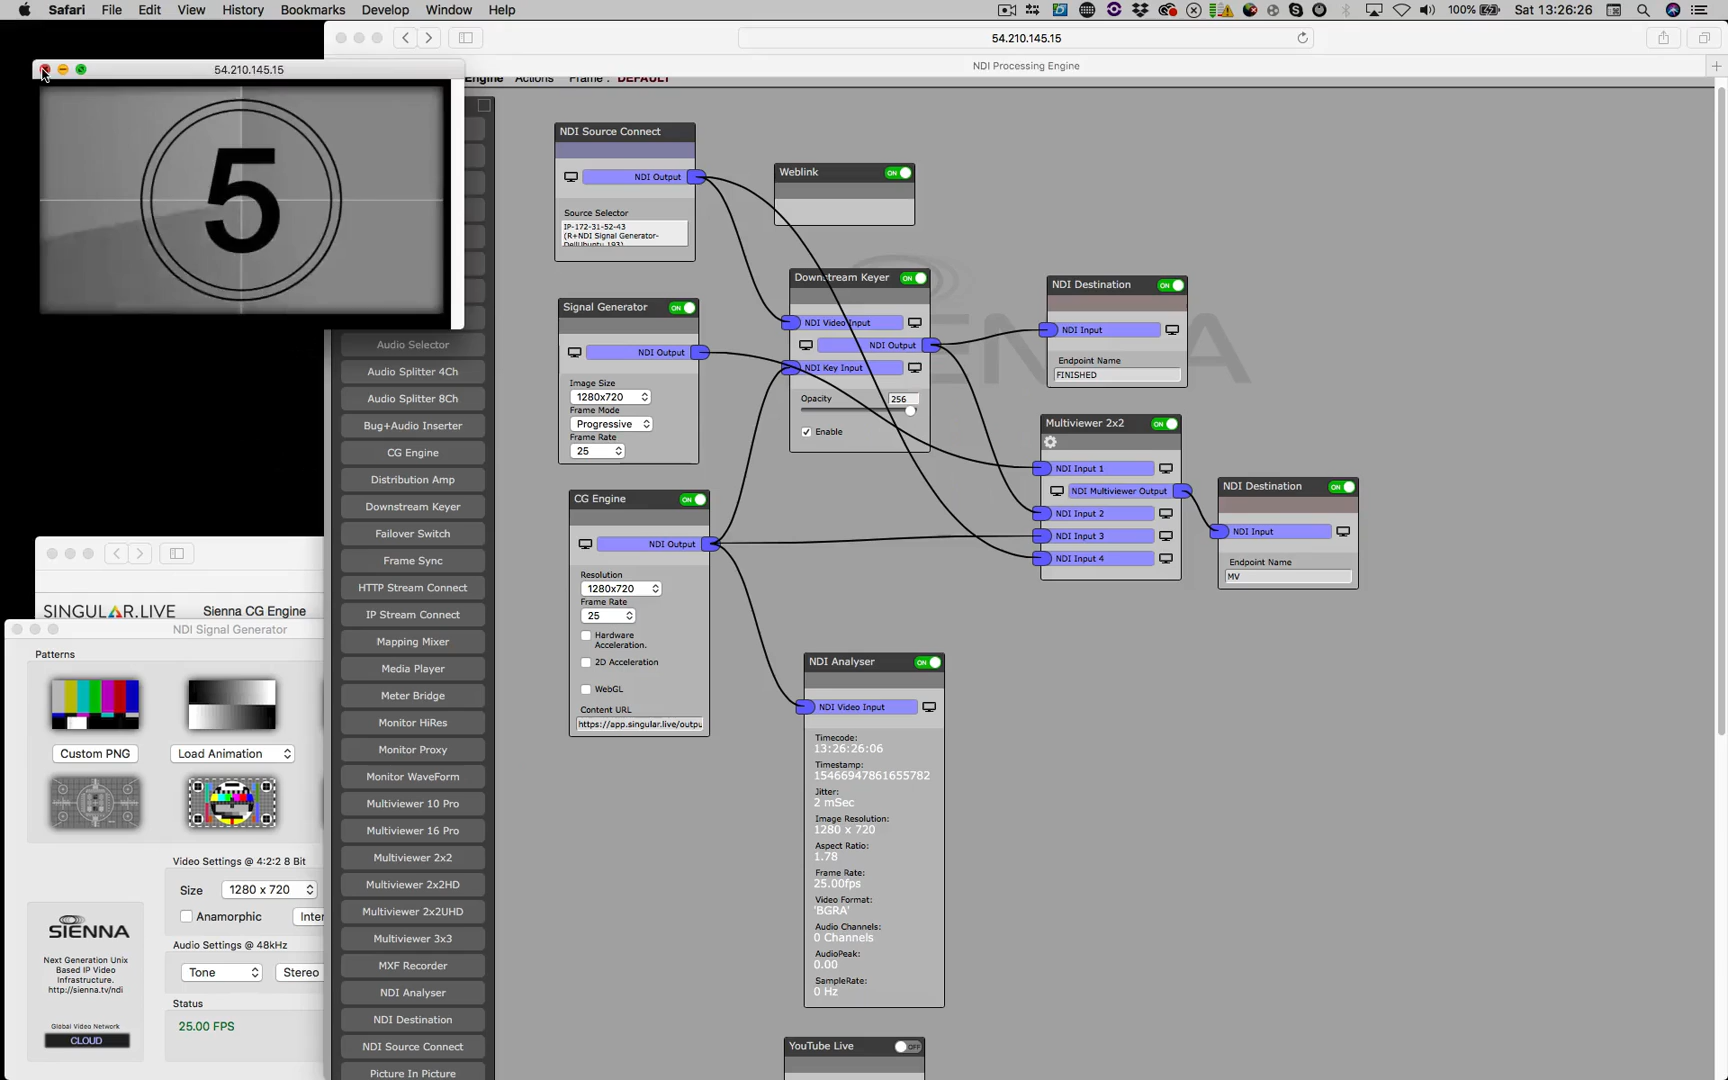 Safari File Edit View History Bookmarks Develop Window Help
100% Sat 13:26:26
54.210.145.15
NDI Processing Engine
Engine Actions Frame : DEFAULT
54.210.145.15
5
Audio Selector
Audio Splitter 4Ch
Audio Splitter 8Ch
Bug+Audio Inserter
CG Engine
Distribution Amp
Downstream Keyer
Failover Switch
Frame Sync
HTTP Stream Connect
IP Stream Connect
Mapping Mixer
Media Player
Meter Bridge
Monitor HiRes
Monitor Proxy
Monitor WaveForm
Multiviewer 10 Pro
Multiviewer 16 Pro
Multiviewer 2x2
Multiviewer 2x2HD
Multiviewer 2x2UHD
Multiviewer 3x3
MXF Recorder
NDI Analyser
NDI Destination
NDI Source Connect
Picture In Picture
SINGULAR.LIVE Sienna CG Engine
NDI Signal Generator
Patterns
Custom PNG
Load Animation
Video Settings @ 4:2:2 8 Bit
Size 1280 x 720
Anamorphic Inter
Audio Settings @ 48kHz
Tone Stereo
Status
25.00 FPS
SIENNA
Next Generation Unix
Based IP Video
Infrastructure.
http://sienna.tv/ndi
Global Video Network
CLOUD
NDI Source Connect
NDI Output
Source Selector
IP-172-31-52-43
(R+NDI Signal Generator-
DellUbuntu 193)
Weblink ON
Signal Generator ON
NDI Output
Image Size
1280x720
Frame Mode
Progressive
Frame Rate
25
Downstream Keyer ON
NDI Video Input
NDI Output
NDI Key Input
Opacity 256
Enable
NDI Destination ON
NDI Input
Endpoint Name
FINISHED
CG Engine ON
NDI Output
Resolution
1280x720
Frame Rate
25
Hardware
Acceleration.
2D Acceleration
WebGL
Content URL
https://app.singular.live/outpu
Multiviewer 2x2 ON
NDI Input 1
NDI Multiviewer Output
NDI Input 2
NDI Input 3
NDI Input 4
NDI Destination ON
NDI Input
Endpoint Name
MV
NDI Analyser ON
NDI Video Input
Timecode:
13:26:26:06
Timestamp:
15466947861655782
Jitter:
2 mSec
Image Resolution:
1280 x 720
Aspect Ratio:
1.78
Frame Rate:
25.00fps
Video Format:
'BGRA'
Audio Channels:
0 Channels
AudioPeak:
0.00
SampleRate:
0 Hz
YouTube Live OFF
SIENNA